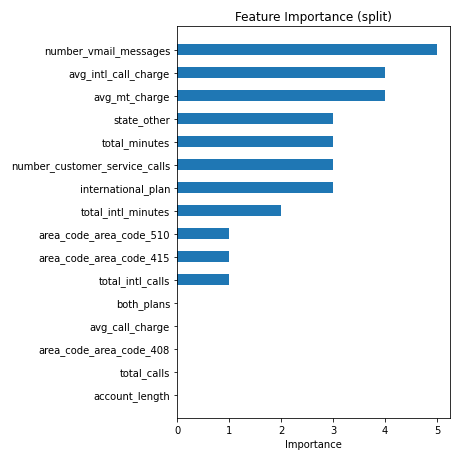 Feature Importance (split)
number_vmail_messages
avg_intl_call_charge
avg_mt_charge
state_other
total_minutes
number_customer_service_calls
international_plan
total_intl_minutes
area_code_area_code_510
area_code_area_code_415
total_intl_calls
both_plans
avg_call_charge
area_code_area_code_408
total_calls
account_length
0 1 2 3 4 5
Importance